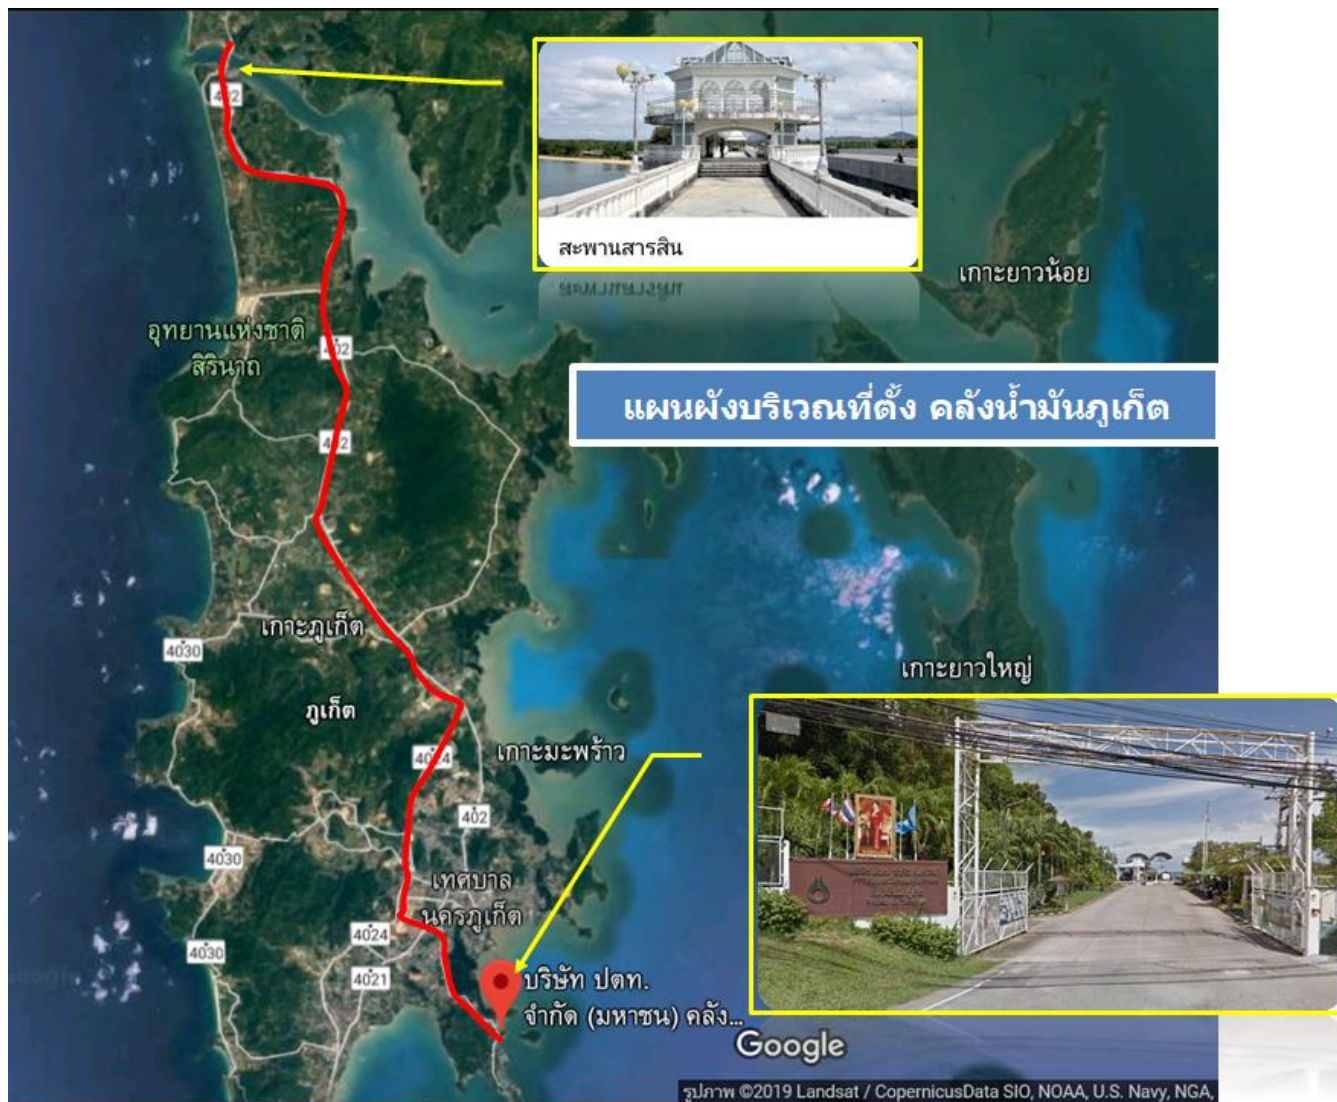 402
สะพานสารสิน
เกาะยาวน้อย
อุทยานแห่งชาติ
สิรินาถ
402
แผนผังบริเวณที่ตั้ง คลังน้ำมันภูเก็ต
402
เกาะภูเก็ต
4030
เกาะยาวใหญ่
ภูเก็ต
เกาะมะพร้าว
4024
402
4030
เทศบาล
นครภูเก็ต
4024
4030
4021
บริษัท ปตท.
จำกัด (มหาชน) คลัง...
Google
รูปภาพ ©2019 Landsat / CopernicusData SIO, NOAA, U.S. Navy, NGA,